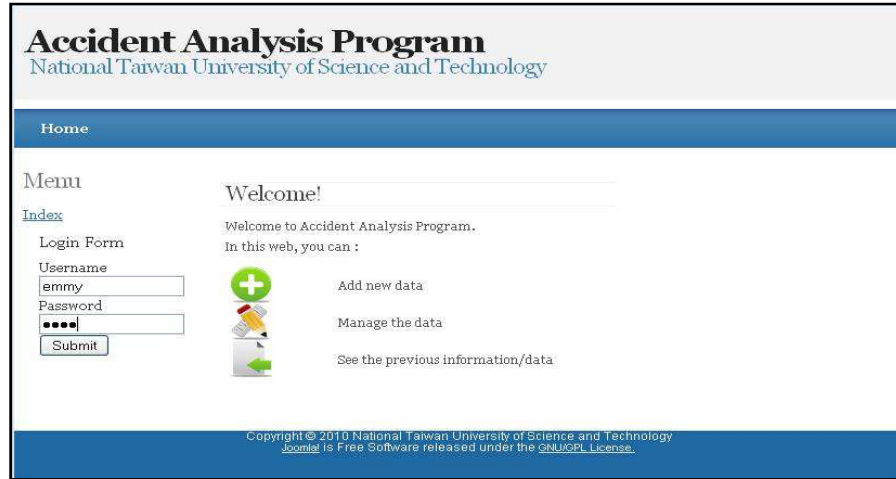 Accident Analysis Program
National Taiwan University of Science and Technology
Home
Menu
Index
Login Form
Username
emmy
Password
••••
Submit
Welcome!
Welcome to Accident Analysis Program.
In this web, you can :
Add new data
Manage the data
See the previous information/data
Copyright © 2010 National Taiwan University of Science and Technology
Joomla! is Free Software released under the GNU/GPL License.